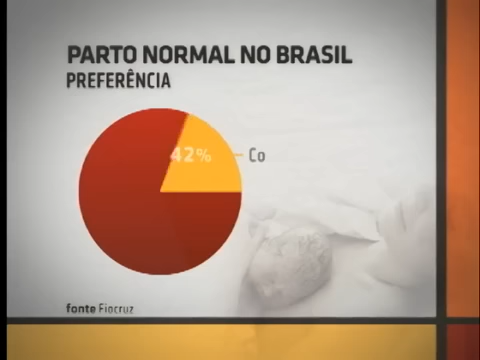 PARTO NORMAL NO BRASIL
PREFERÊNCIA
42%
Co
fonte Fiocruz